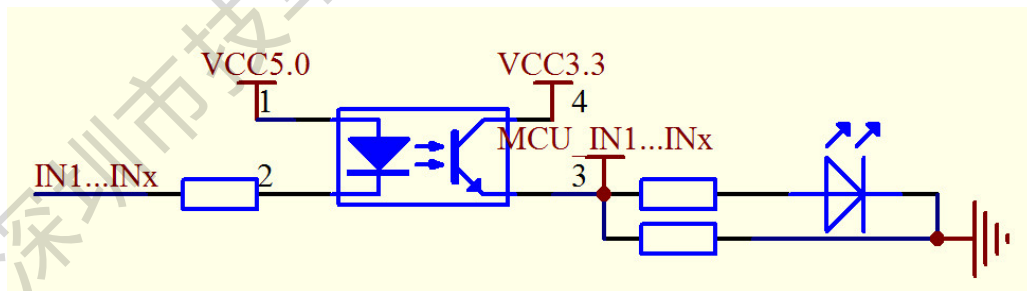 VCC5.0
VCC3.3
1
4
MCU_IN1...INx
IN1...INx
2
3
深圳市技